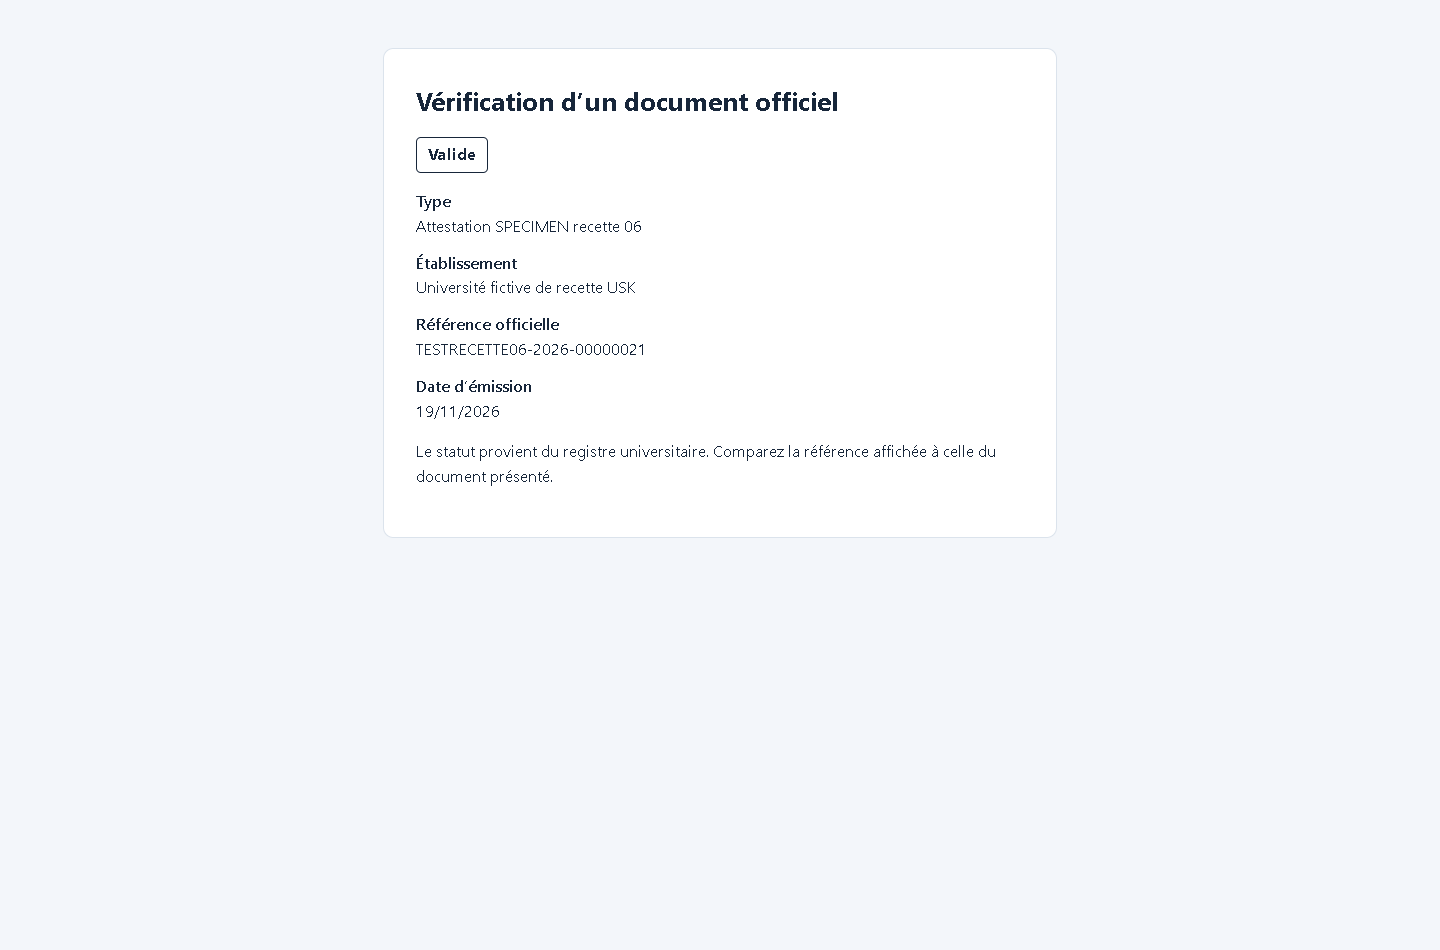 Vérification d’un document officiel
Valide
Type
Attestation SPECIMEN recette 06
Établissement
Université fictive de recette USK
Référence officielle
TESTRECETTE06-2026-00000021
Date d’émission
19/11/2026
Le statut provient du registre universitaire. Comparez la référence affichée à celle du
document présenté.